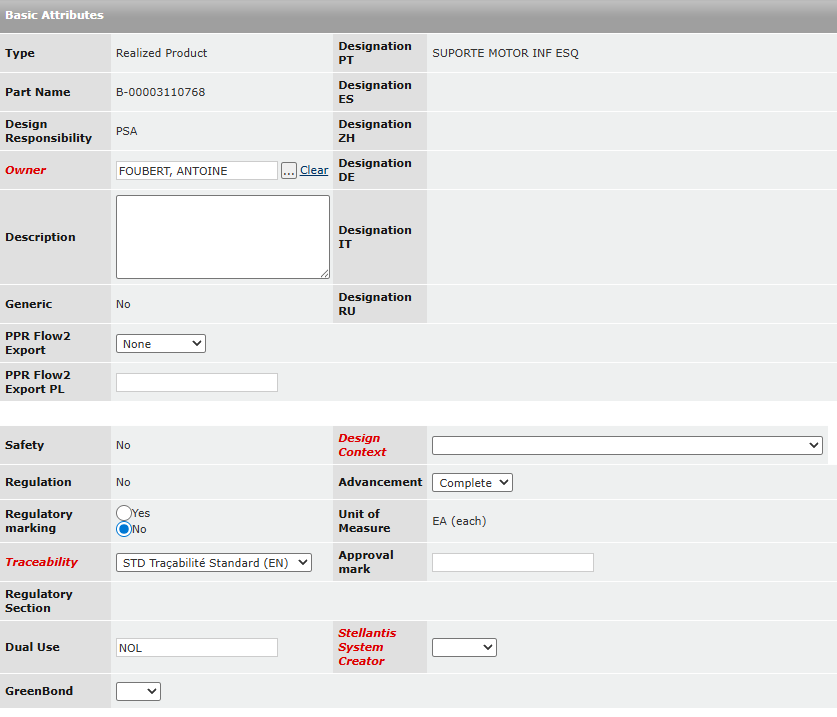 Basic Attributes
Type Realized Product Designation PT SUPORTE MOTOR INF ESQ
Part Name B-00003110768 Designation ES
Design Responsibility PSA Designation ZH
Owner FOUBERT, ANTOINE ... Clear Designation DE
Description Designation IT
Generic No Designation RU
PPR Flow2 Export None
PPR Flow2 Export PL
Safety No Design Context
Regulation No Advancement Complete
Regulatory marking Yes No Unit of Measure EA (each)
Traceability STD Traçabilité Standard (EN) Approval mark
Regulatory Section
Dual Use NOL Stellantis System Creator
GreenBond